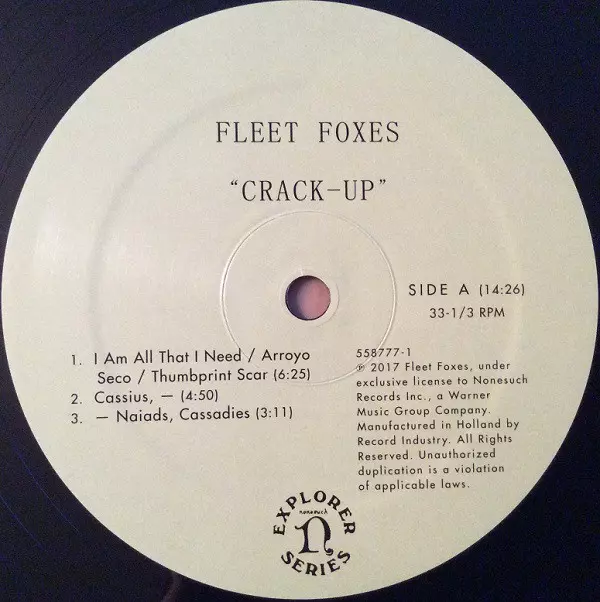 FLEET FOXES
“CRACK-UP”
SIDE A (14:26)
33-1/3 RPM
1. I Am All That I Need / Arroyo
Seco / Thumbprint Scar (6:25)
2. Cassius, — (4:50)
3. — Naiads, Cassadies (3:11)
558777-1
℗ 2017 Fleet Foxes, under
exclusive license to Nonesuch
Records Inc., a Warner
Music Group Company.
Manufactured in Holland by
Record Industry. All Rights
Reserved. Unauthorized
duplication is a violation
of applicable laws.
EXPLORER
nonesuch
n
SERIES